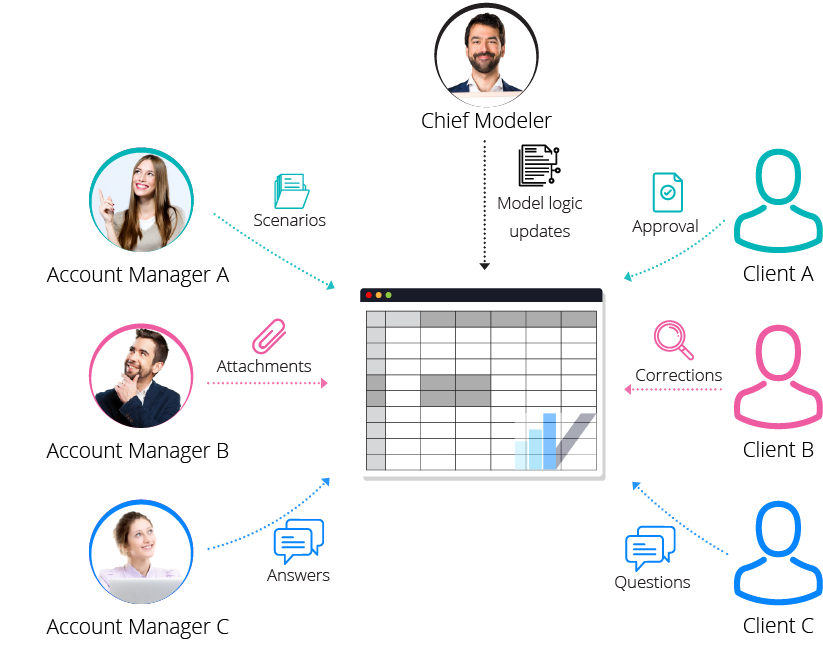 Chief Modeler
Model logic
updates
Scenarios
Approval
Account Manager A
Client A
Attachments
Corrections
Account Manager B
Client B
Answers
Questions
Account Manager C
Client C